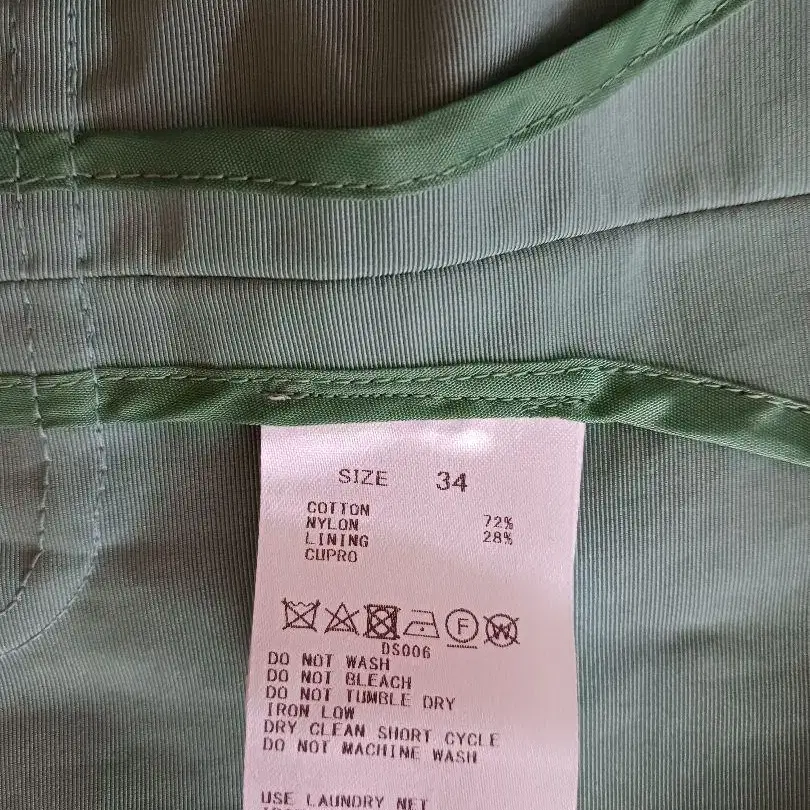 SIZE 34
COTTON
NYLON 72%
LINING 28%
CUPRO
F W
DS006
DO NOT WASH
DO NOT BLEACH
DO NOT TUMBLE DRY
IRON LOW
DRY CLEAN SHORT CYCLE
DO NOT MACHINE WASH
USE LAUNDRY NET